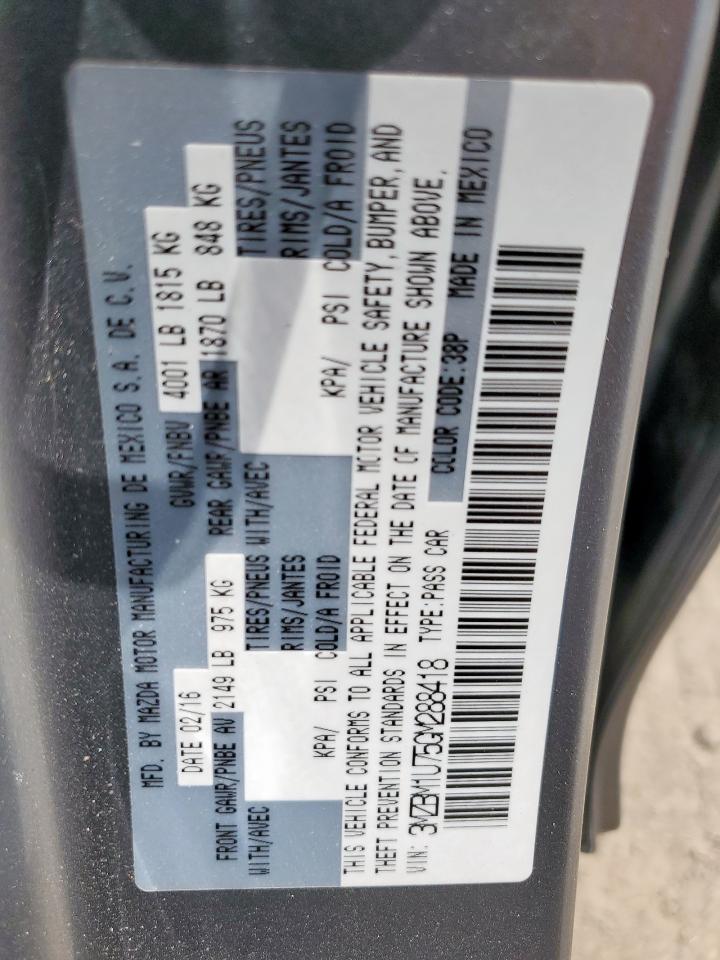 MFD. BY MAZDA MOTOR MANUFACTURING DE MEXICO S.A. DE C.V.
DATE 02/16 GVWR/PNBV 4001 LB 1815 KG
FRONT GAWR/PNBE AV 2149 LB 975 KG REAR GAWR/PNBE AR 1870 LB 848 KG
WITH/AVEC TIRES/PNEUS WITH/AVEC TIRES/PNEUS
RIMS/JANTES RIMS/JANTES
KPA/ PSI COLD/A FROID KPA/ PSI COLD/A FROID
THIS VEHICLE CONFORMS TO ALL APPLICABLE FEDERAL MOTOR VEHICLE SAFETY, BUMPER, AND
THEFT PREVENTION STANDARDS IN EFFECT ON THE DATE OF MANUFACTURE SHOWN ABOVE.
VIN: 3MZBM1U75GM288418 TYPE: PASS CAR COLOR CODE: 38P MADE IN MEXICO